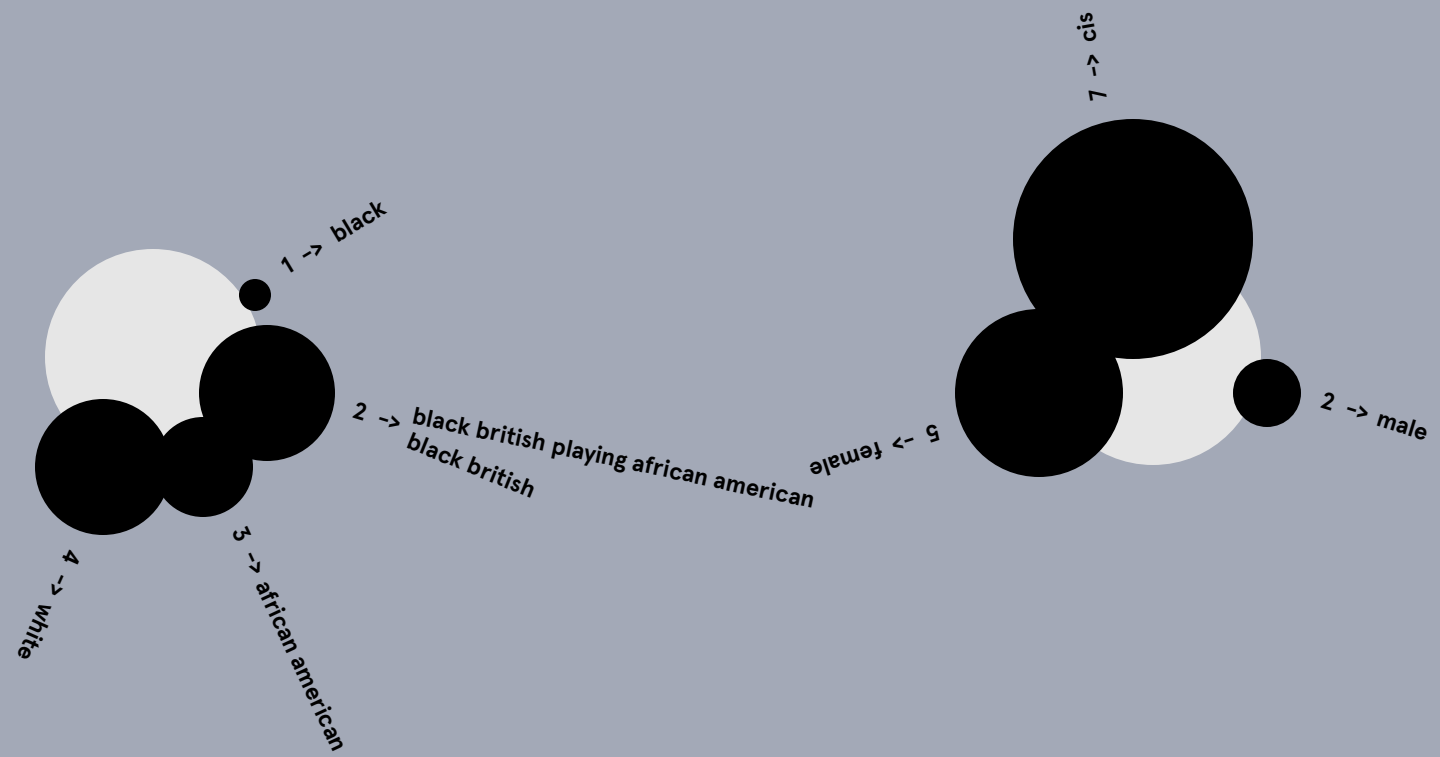 1 -> black
2 -> black british playing african american
black british
3 -> african american
4 -> white
7 -> cis
5 -> female
2 -> male